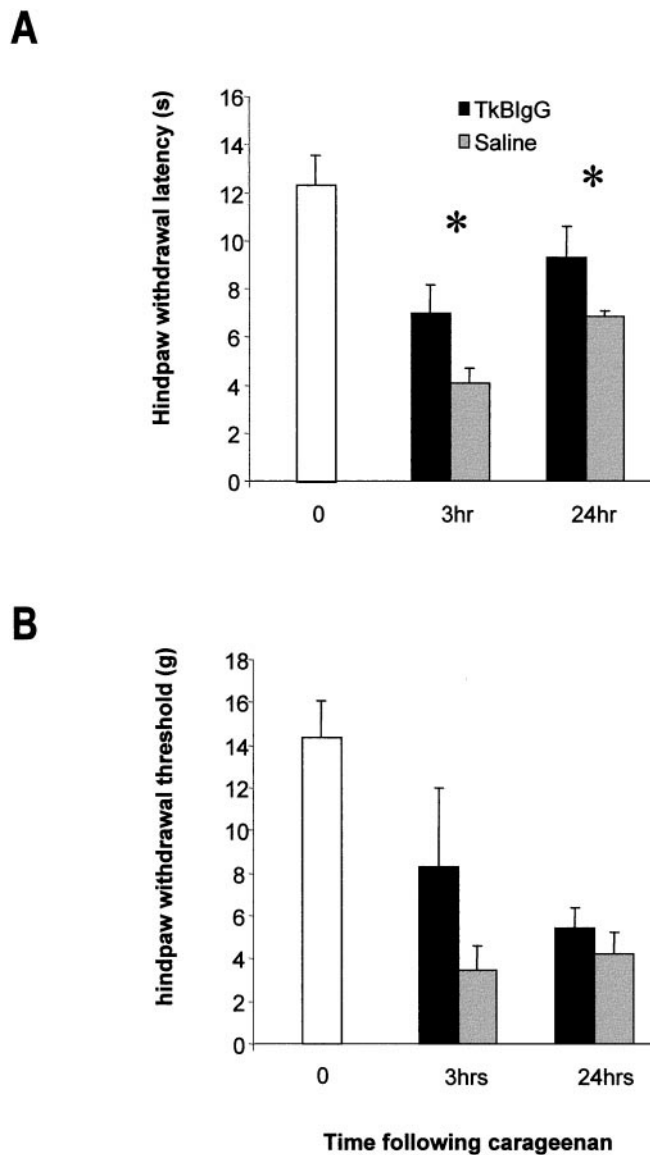 A
Hindpaw withdrawal latency (s)
16
14
12
10
8
6
4
2
0
TkBIgG
Saline
*
*
0
3hr
24hr
B
hindpaw withdrawal threshold (g)
18
16
14
12
10
8
6
4
2
0
0
3hrs
24hrs
Time following carageenan